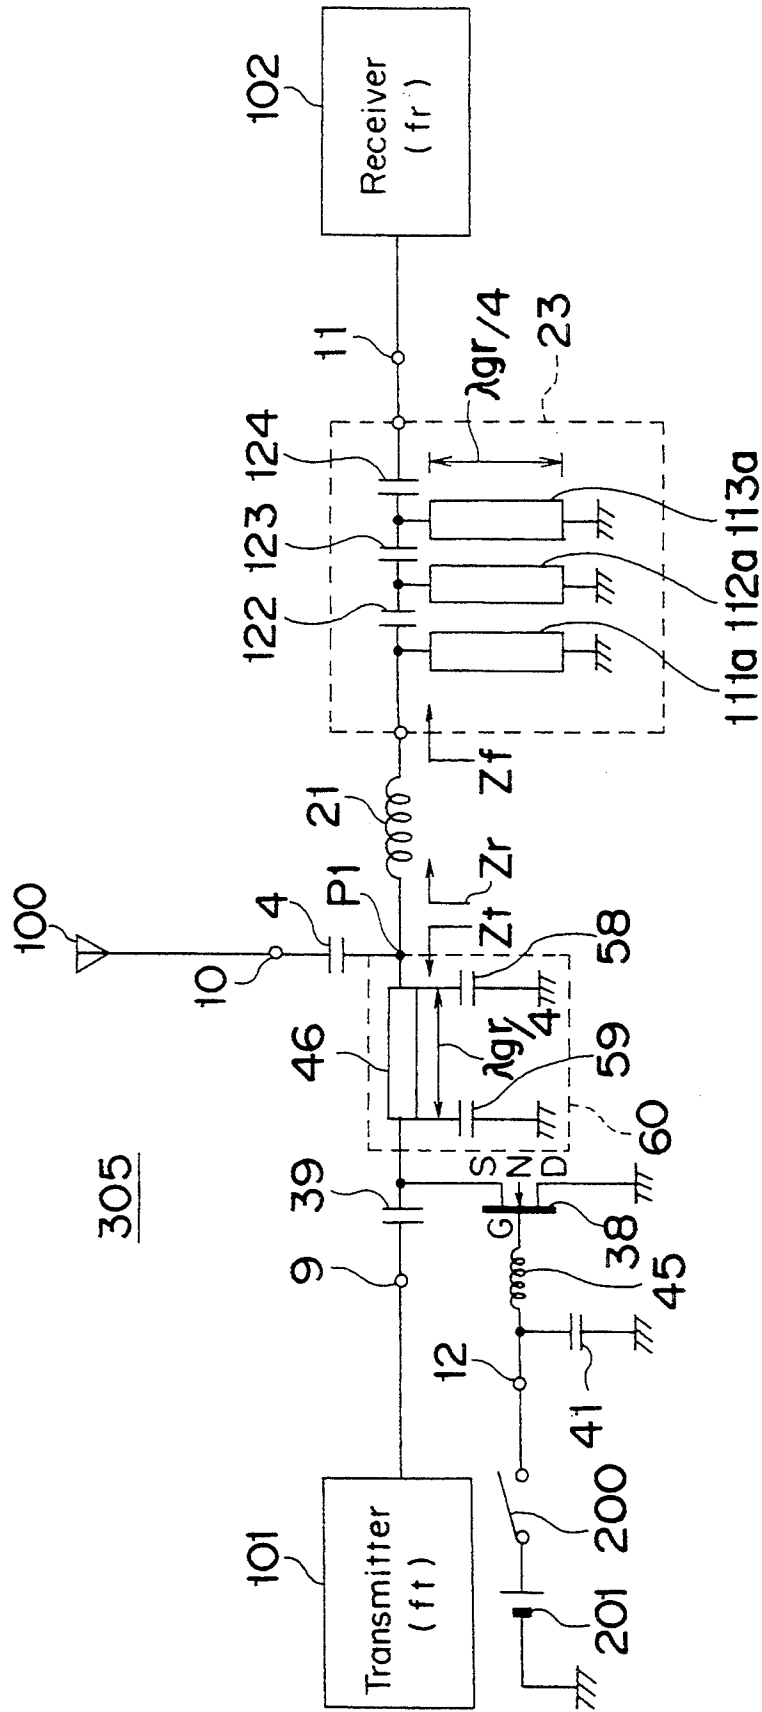 305
101
Transmitter
(ft)
9
39
46
10
100
4
P1
21
122
123
124
11
102
Receiver
(fr)
λgr/4
23
Zf
Zr
Zt
58
λgr/4
59
60
S
N
D
G
38
45
12
41
200
201
111a
112a
113a